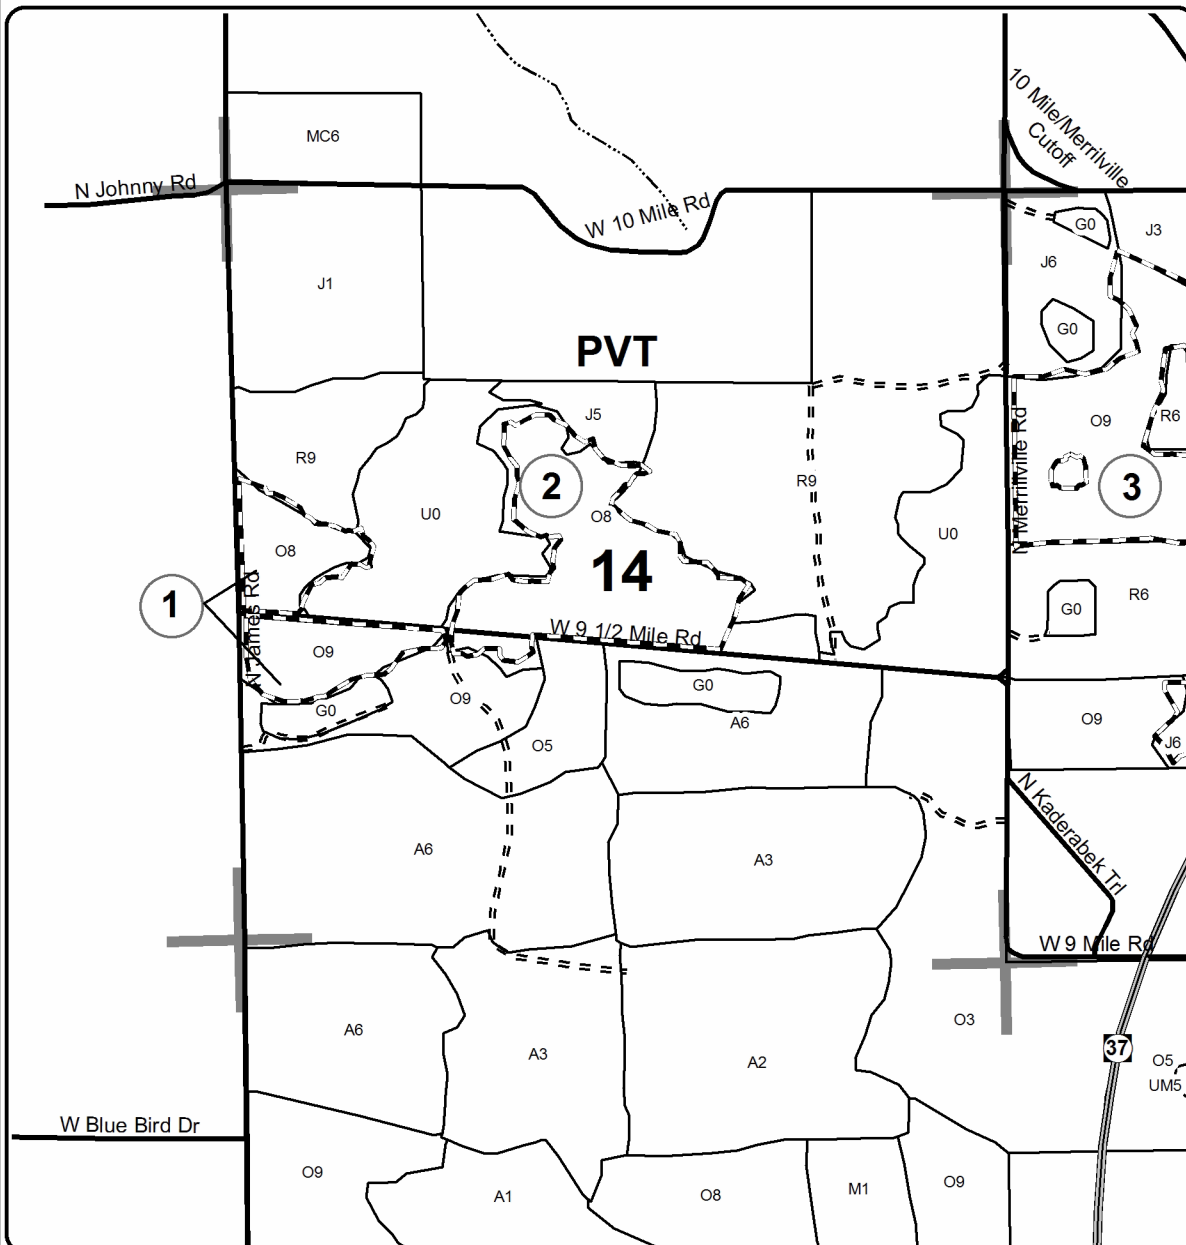 10 Mile/Merrilville
Cutoff
MC6
N Johnny Rd
W 10 Mile Rd
G0
J3
J6
J1
G0
PVT
J5
R6
O9
N Merrillville Rd
R9
R9
2
3
U0
O8
U0
14
O8
1
N James Rd
G0
R6
W 9 1/2 Mile Rd
O9
G0
O9
G0
A6
O9
O5
J6
N Kaderabek Trl
A6
A3
W 9 Mile Rd
A6
O3
A3
A2
37
O5
UM5
W Blue Bird Dr
O9
A1
O8
M1
O9